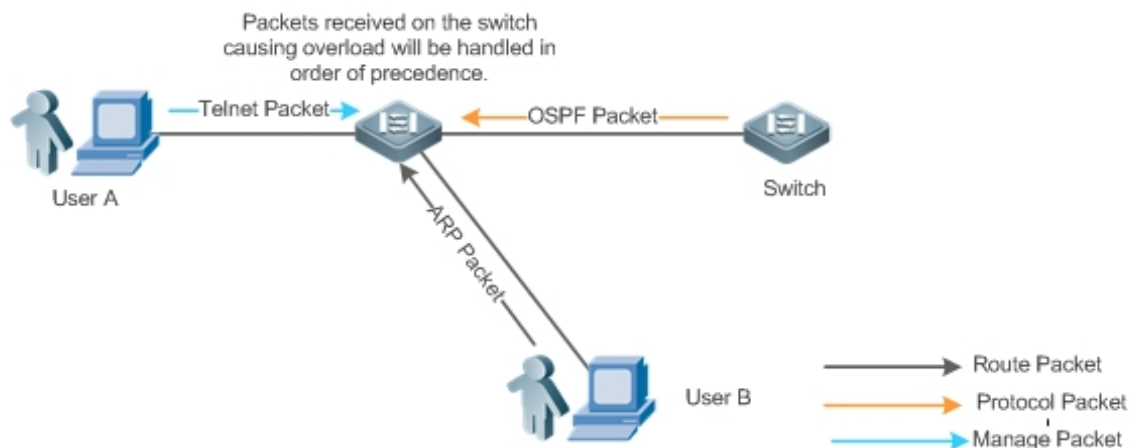 Packets received on the switch
causing overload will be handled in
order of precedence.
Telnet Packet
OSPF Packet
User A
Switch
ARP Packet
User B
Route Packet
Protocol Packet
Manage Packet